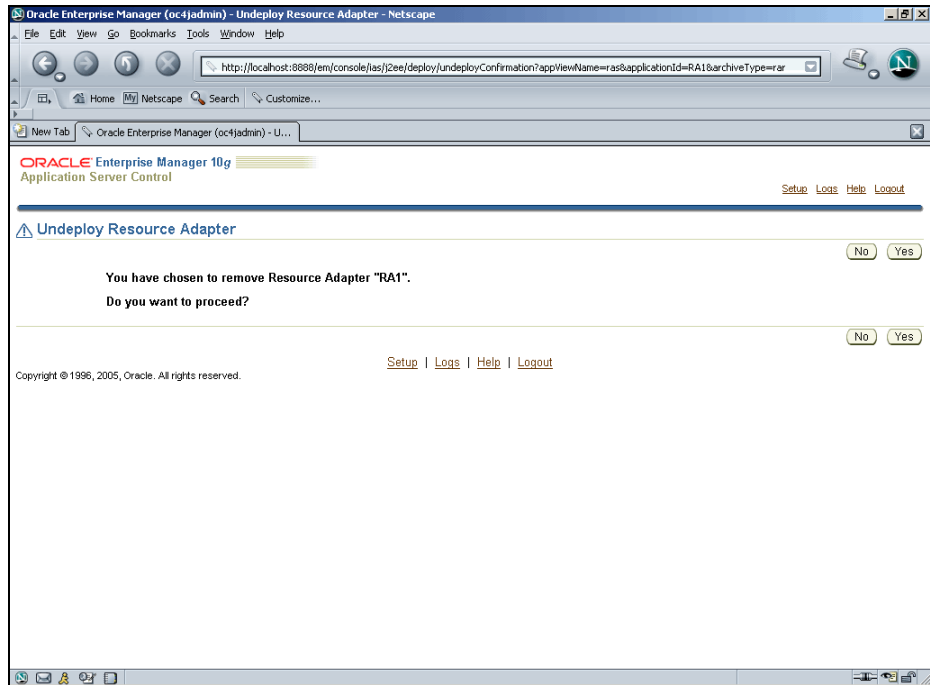 Oracle Enterprise Manager (oc4jadmin) - Undeploy Resource Adapter - Netscape
File Edit View Go Bookmarks Tools Window Help
http://localhost:8888/em/console/ias/j2ee/deploy/undeployConfirmation?appViewName=ras&applicationId=RA1&archiveType=rar
N
Home My Netscape Search Customize...
New Tab Oracle Enterprise Manager (oc4jadmin) - U...
ORACLE Enterprise Manager 10g
Application Server Control
Setup Logs Help Logout
Undeploy Resource Adapter
No Yes
You have chosen to remove Resource Adapter "RA1".
Do you want to proceed?
No Yes
Setup | Logs | Help | Logout
Copyright © 1996, 2005, Oracle. All rights reserved.